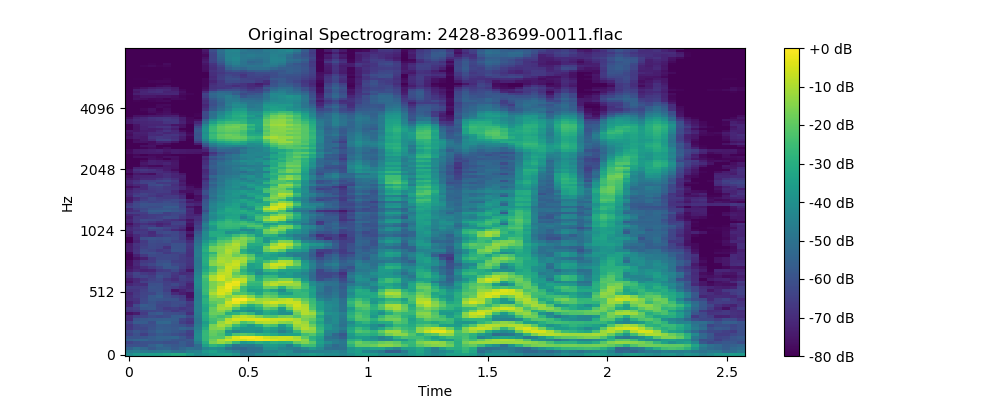 Original Spectrogram: 2428-83699-0011.flac
Hz
4096
2048
1024
512
0
0
0.5
1
1.5
2
2.5
Time
+0 dB
-10 dB
-20 dB
-30 dB
-40 dB
-50 dB
-60 dB
-70 dB
-80 dB